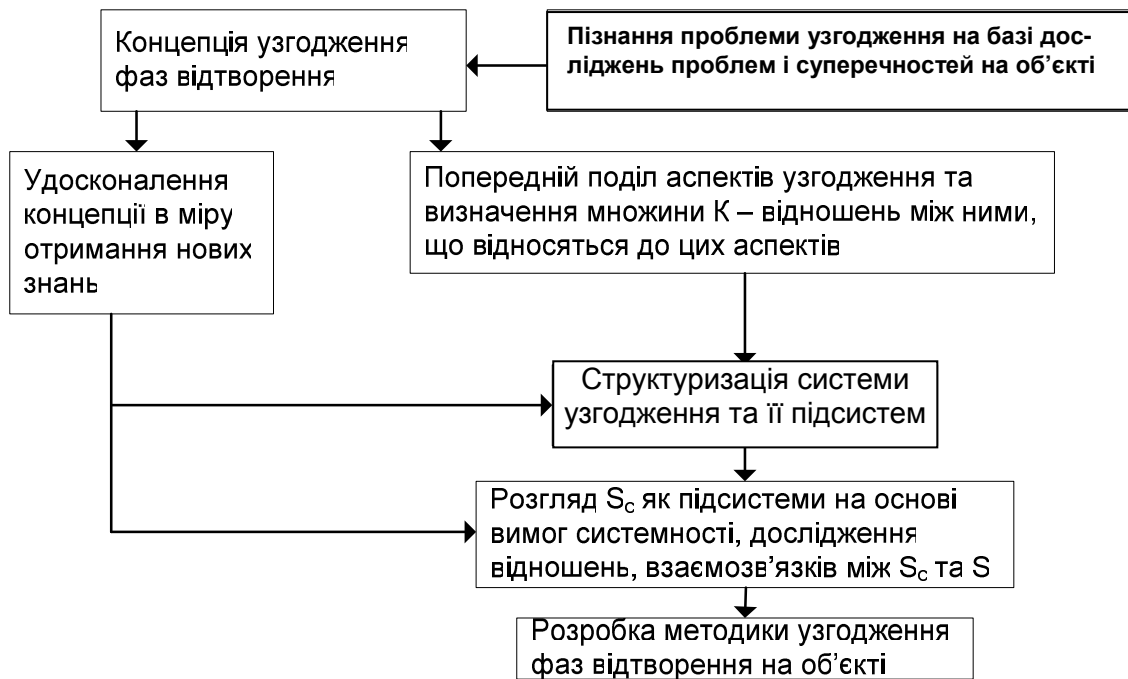 Концепція узгодження
фаз відтворення
Пізнання проблеми узгодження на базі дос-
ліджень проблем і суперечностей на об’єкті
Удосконалення
концепції в міру
отримання нових
знань
Попередній поділ аспектів узгодження та
визначення множини К – відношень між ними,
що відносяться до цих аспектів
Структуризація системи
узгодження та її підсистем
Розгляд Sc як підсистеми на основі
вимог системності, дослідження
відношень, взаємозв’язків між Sc та S
Розробка методики узгодження
фаз відтворення на об’єкті